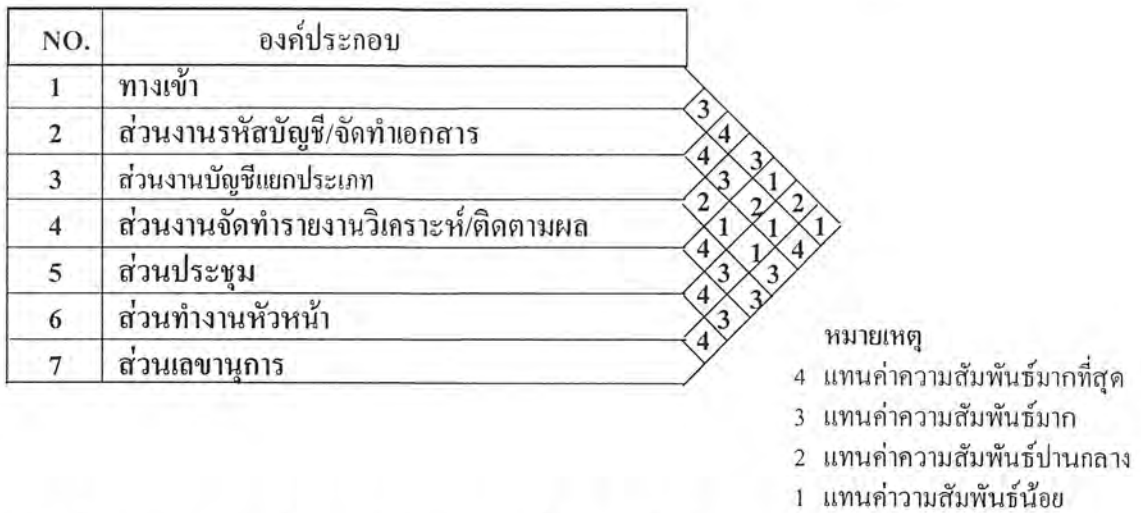 NO. องค์ประกอบ
1 ทางเข้า
3
2 ส่วนงานรหัสบัญชี/จัดทำเอกสาร
4
4 3
3 ส่วนงานบัญชีแยกประเภท
3 1
2 2 2
4 ส่วนงานจัดทำรายงานวิเคราะห์/ติดตามผล
1 1 1
4 1 4
5 ส่วนประชุม
3 3
4 3
6 ส่วนทำงานหัวหน้า
3
4
7 ส่วนเลขานุการ
หมายเหตุ
4 แทนค่าความสัมพันธ์มากที่สุด
3 แทนค่าความสัมพันธ์มาก
2 แทนค่าความสัมพันธ์ปานกลาง
1 แทนค่าวามสัมพันธ์น้อย